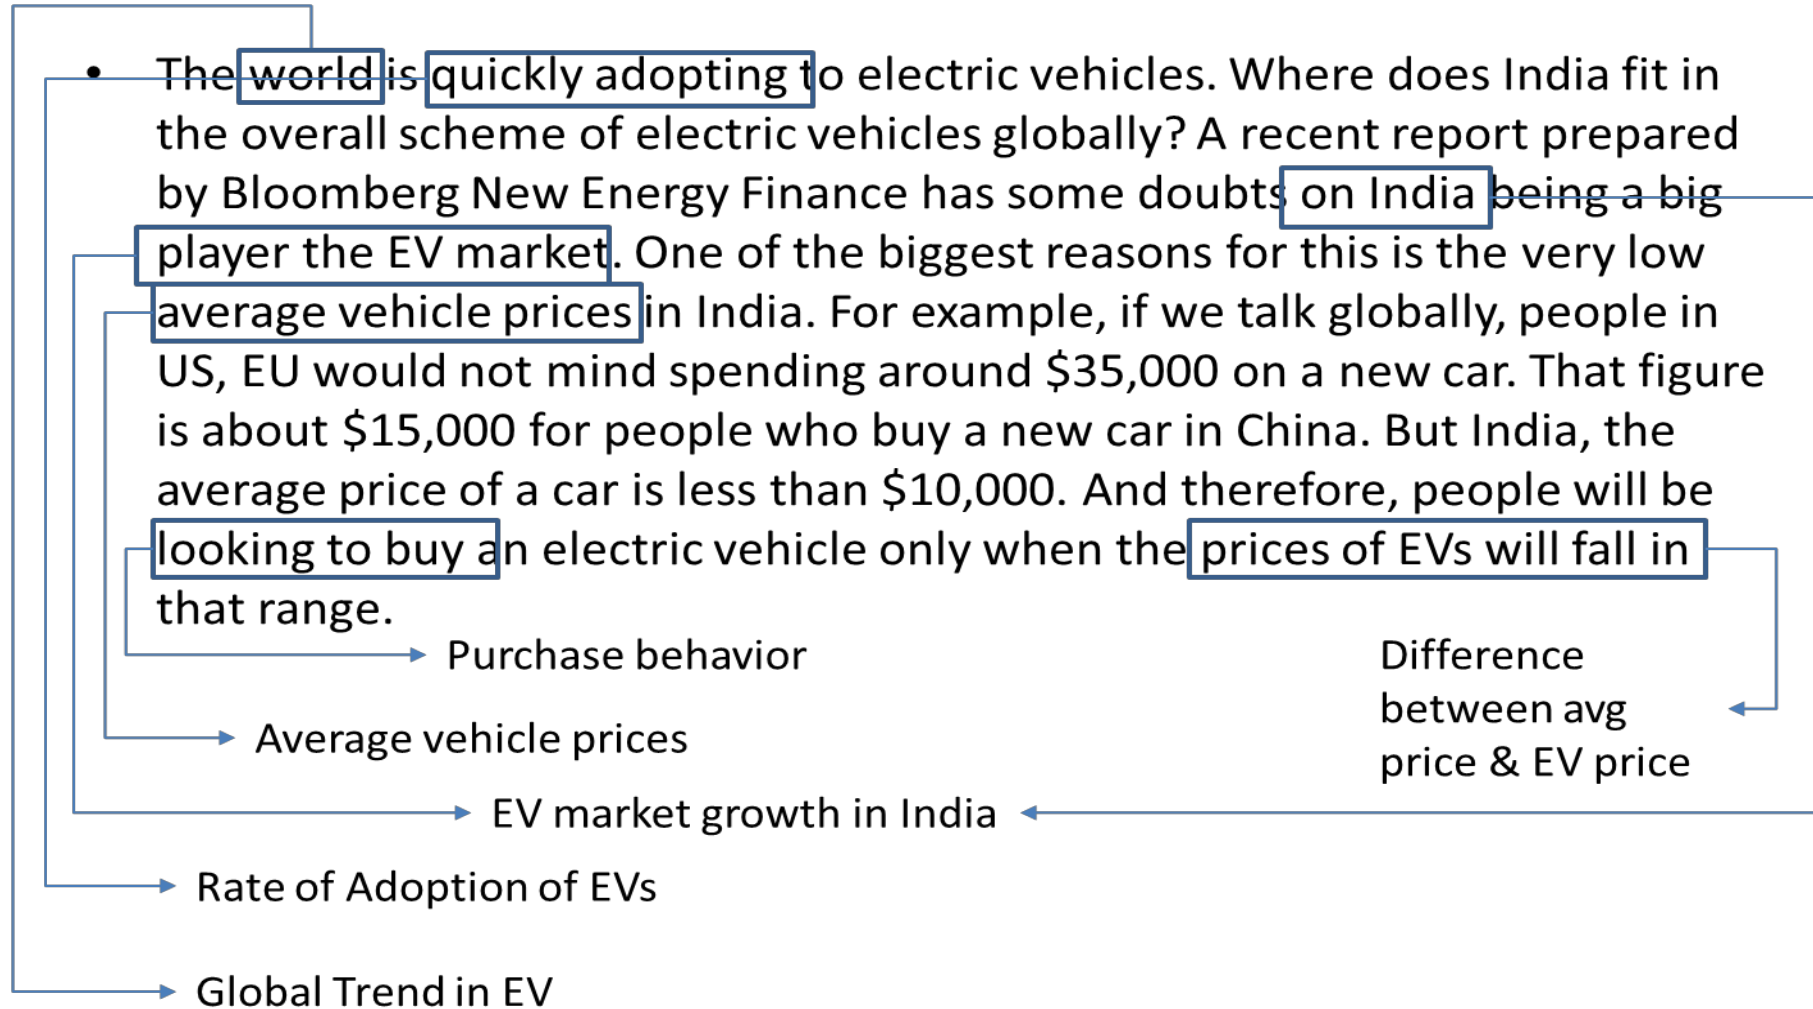 • The world is quickly adopting to electric vehicles. Where does India fit in
the overall scheme of electric vehicles globally? A recent report prepared
by Bloomberg New Energy Finance has some doubts on India being a big
player the EV market. One of the biggest reasons for this is the very low
average vehicle prices in India. For example, if we talk globally, people in
US, EU would not mind spending around $35,000 on a new car. That figure
is about $15,000 for people who buy a new car in China. But India, the
average price of a car is less than $10,000. And therefore, people will be
looking to buy an electric vehicle only when the prices of EVs will fall in
that range.
Purchase behavior
Difference
between avg
price & EV price
Average vehicle prices
EV market growth in India
Rate of Adoption of EVs
Global Trend in EV